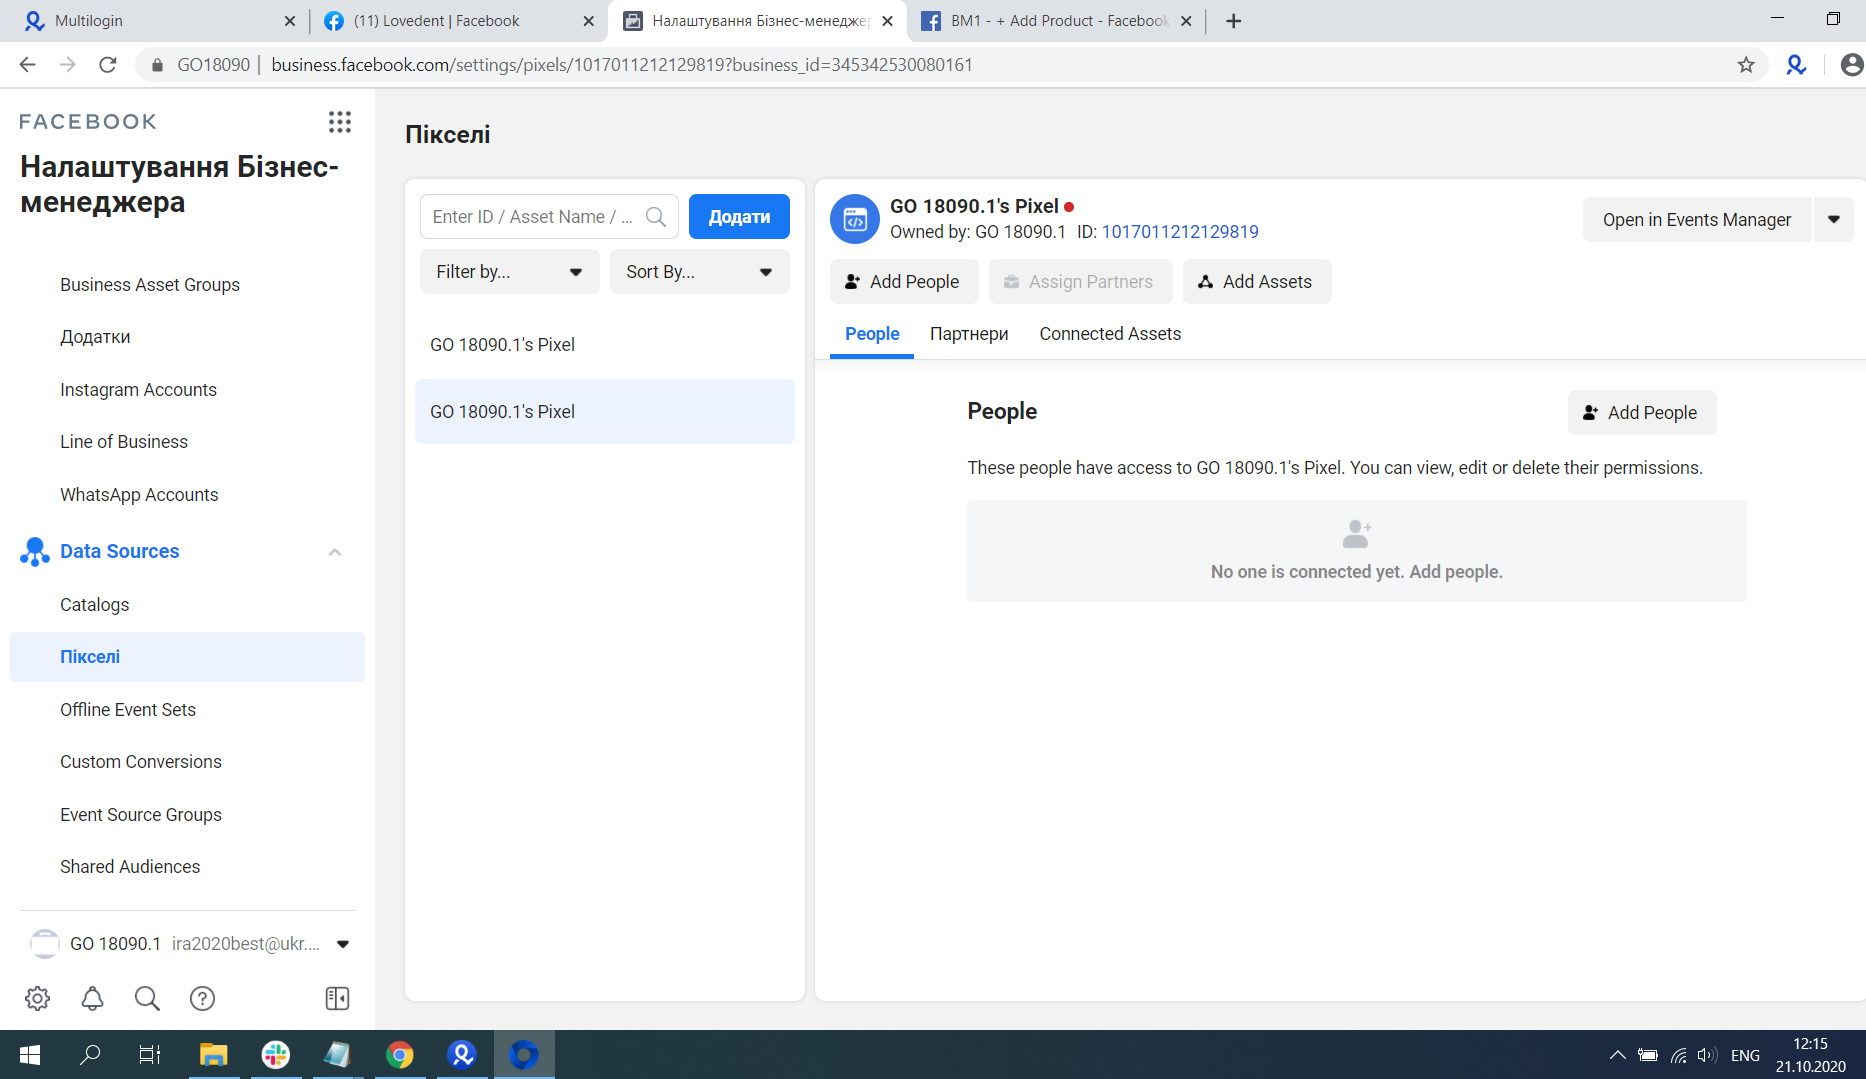 Multilogin
(11) Lovedent | Facebook
Налаштування Бізнес-менеджер
BM1 - + Add Product - Facebook
GO18090
business.facebook.com/settings/pixels/1017011212129819?business_id=345342530080161
FACEBOOK
Налаштування Бізнес-
менеджера
Business Asset Groups
Додатки
Instagram Accounts
Line of Business
WhatsApp Accounts
Data Sources
Catalogs
Пікселі
Offline Event Sets
Custom Conversions
Event Source Groups
Shared Audiences
GO 18090.1 ira2020best@ukr....
Пікселі
Enter ID / Asset Name / ...
Додати
Filter by...
Sort By...
GO 18090.1's Pixel
GO 18090.1's Pixel
GO 18090.1's Pixel
Owned by: GO 18090.1 ID: 1017011212129819
Open in Events Manager
Add People
Assign Partners
Add Assets
People
Партнери
Connected Assets
People
Add People
These people have access to GO 18090.1's Pixel. You can view, edit or delete their permissions.
No one is connected yet. Add people.
ENG
12:15
21.10.2020